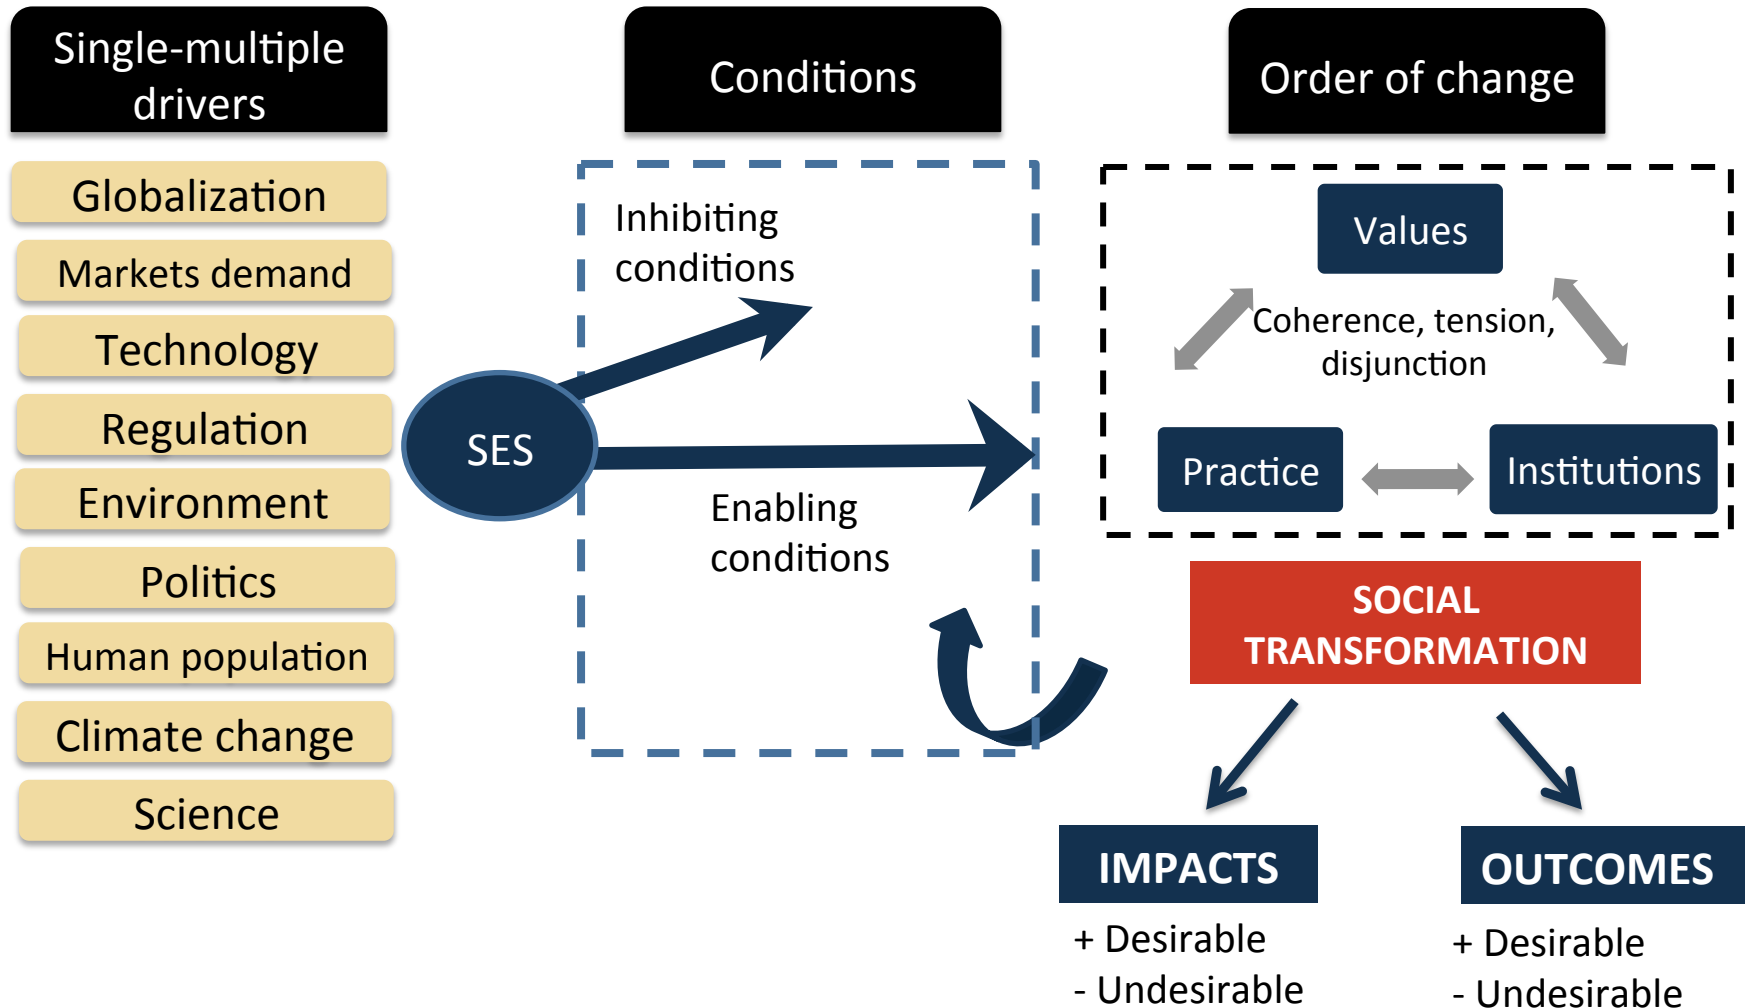 Single-multiple
drivers
Globalization
Markets demand
Technology
Regulation
Environment
Politics
Human population
Climate change
Science
SES
Conditions
Inhibiting
conditions
Enabling
conditions
Order of change
Values
Coherence, tension,
disjunction
Practice
Institutions
SOCIAL
TRANSFORMATION
IMPACTS
+ Desirable
- Undesirable
OUTCOMES
+ Desirable
- Undesirable